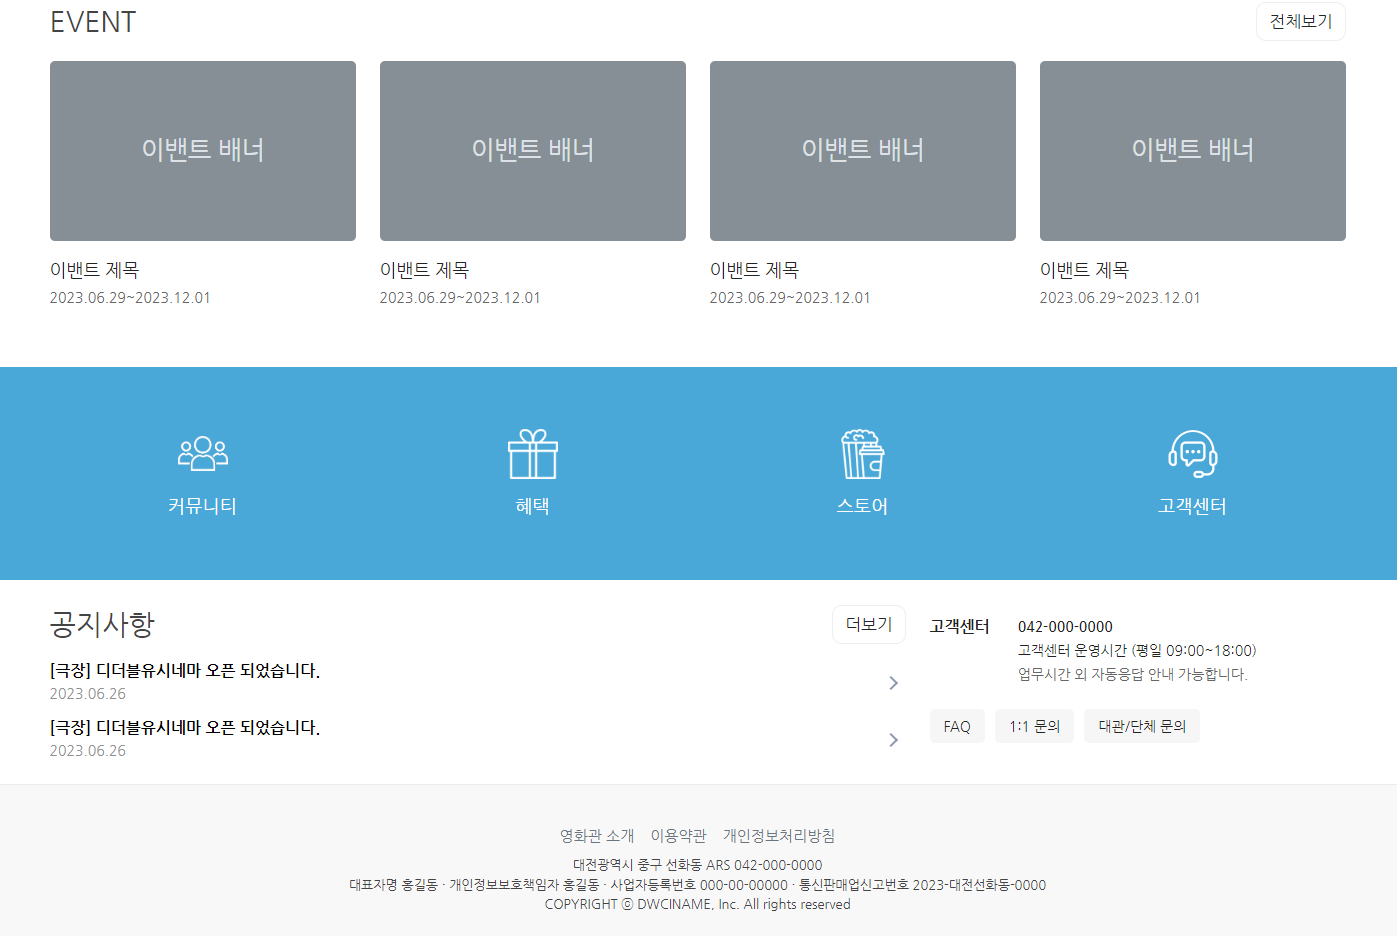 EVENT
전체보기
이밴트 배너
이밴트 배너
이밴트 배너
이밴트 배너
이밴트 제목
2023.06.29~2023.12.01
이밴트 제목
2023.06.29~2023.12.01
이밴트 제목
2023.06.29~2023.12.01
이밴트 제목
2023.06.29~2023.12.01
커뮤니티
혜택
스토어
고객센터
공지사항
더보기
[극장] 디더블유시네마 오픈 되었습니다.
2023.06.26
[극장] 디더블유시네마 오픈 되었습니다.
2023.06.26
고객센터
042-000-0000
고객센터 운영시간 (평일 09:00~18:00)
업무시간 외 자동응답 안내 가능합니다.
FAQ
1:1 문의
대관/단체 문의
영화관 소개 이용약관 개인정보처리방침
대전광역시 중구 선화동 ARS 042-000-0000
대표자명 홍길동 · 개인정보보호책임자 홍길동 · 사업자등록번호 000-00-00000 · 통신판매업신고번호 2023-대전선화동-0000
COPYRIGHT ⓒ DWCINAME, Inc. All rights reserved